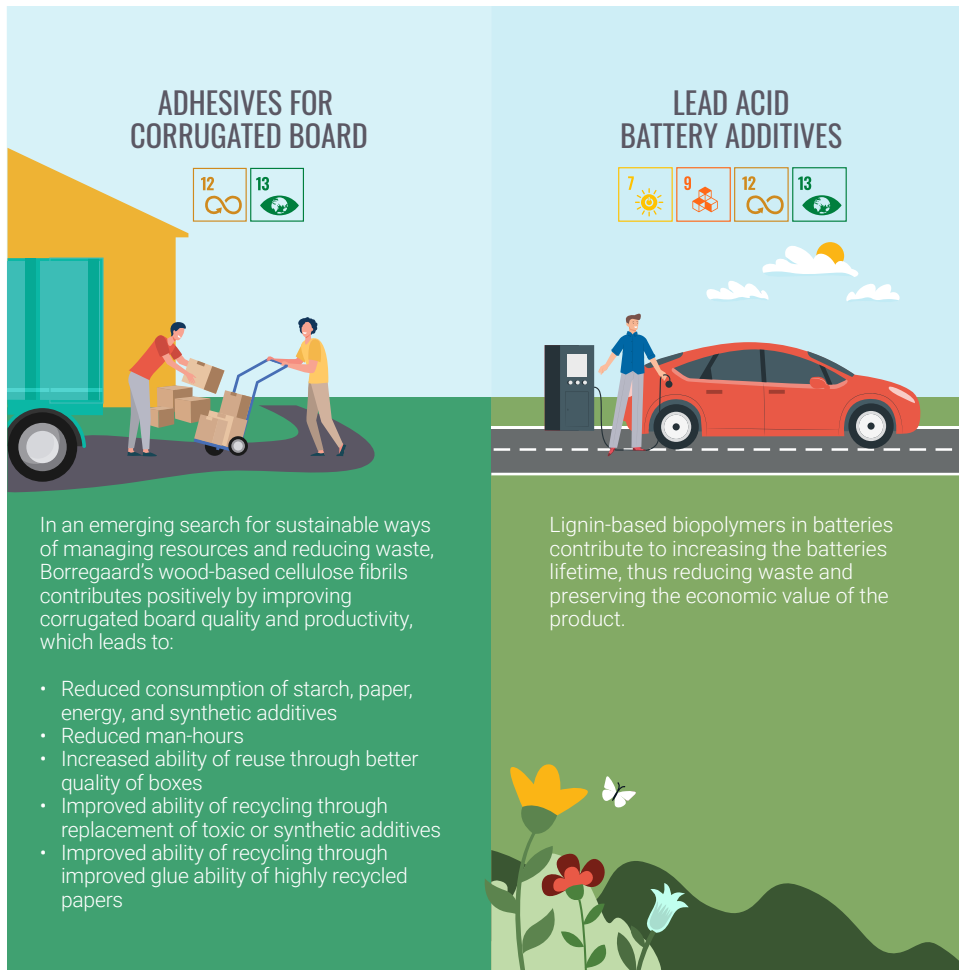 ADHESIVES FOR
CORRUGATED BOARD
12
13
In an emerging search for sustainable ways
of managing resources and reducing waste,
Borregaard's wood-based cellulose fibrils
contributes positively by improving
corrugated board quality and productivity,
which leads to:
• Reduced consumption of starch, paper,
energy, and synthetic additives
• Reduced man-hours
• Increased ability of reuse through better
quality of boxes
• Improved ability of recycling through
replacement of toxic or synthetic additives
• Improved ability of recycling through
improved glue ability of highly recycled
papers
LEAD ACID
BATTERY ADDITIVES
7
9
12
13
Lignin-based biopolymers in batteries
contribute to increasing the batteries
lifetime, thus reducing waste and
preserving the economic value of the
product.